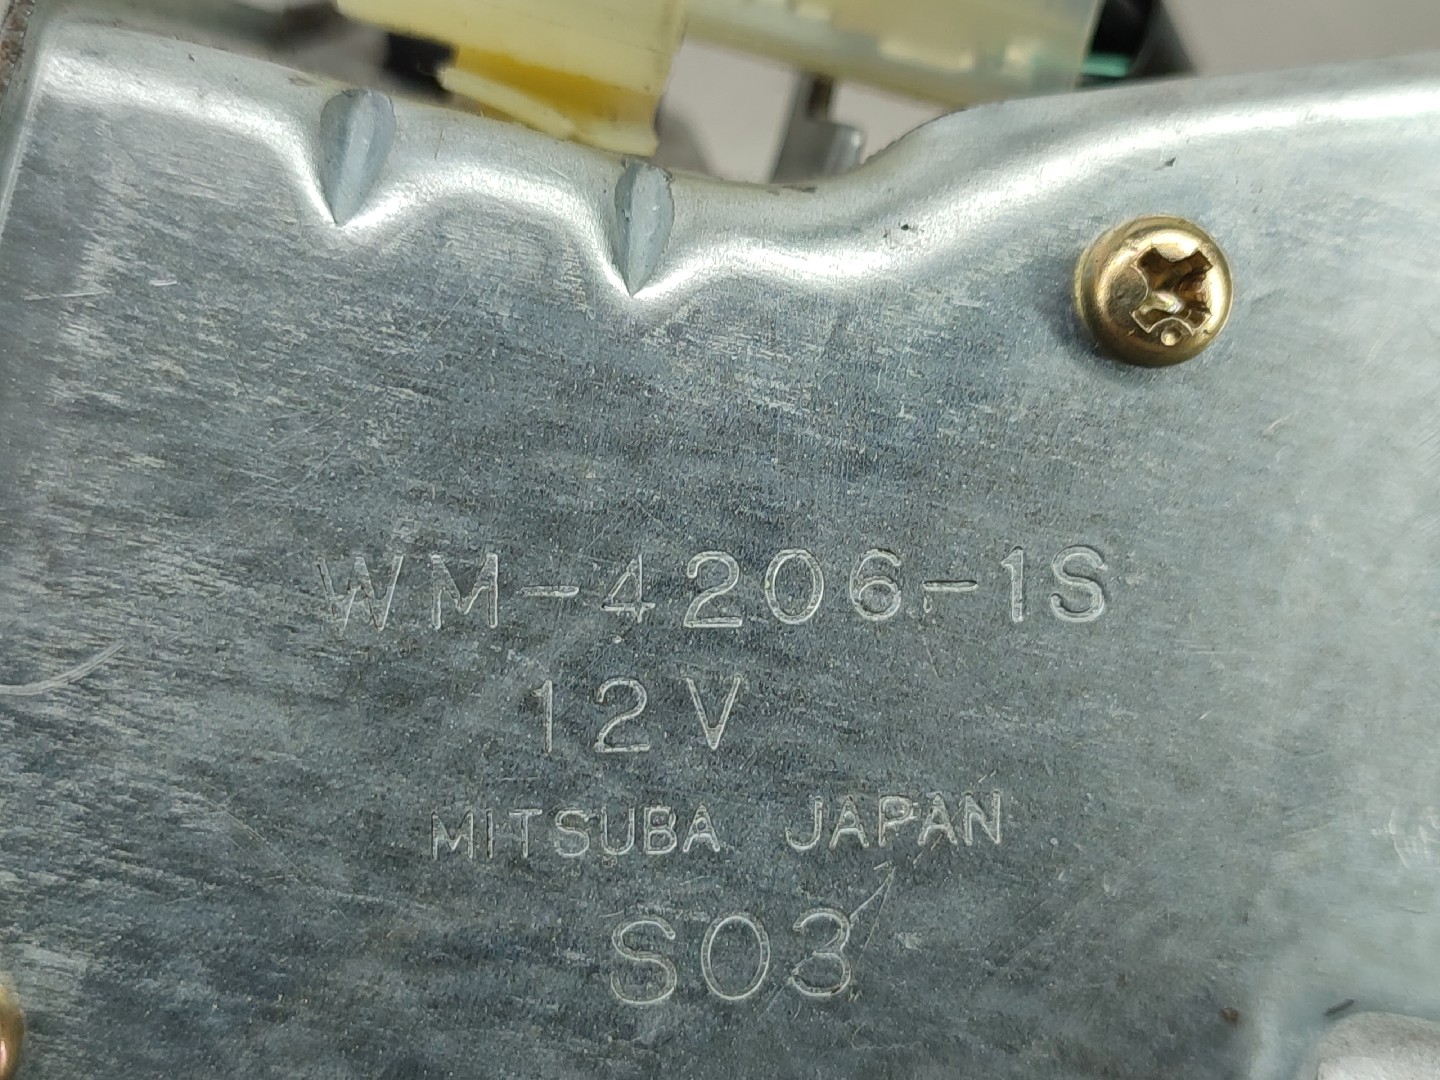 WM-4206-1S
12V
MITSUBA JAPAN
S03